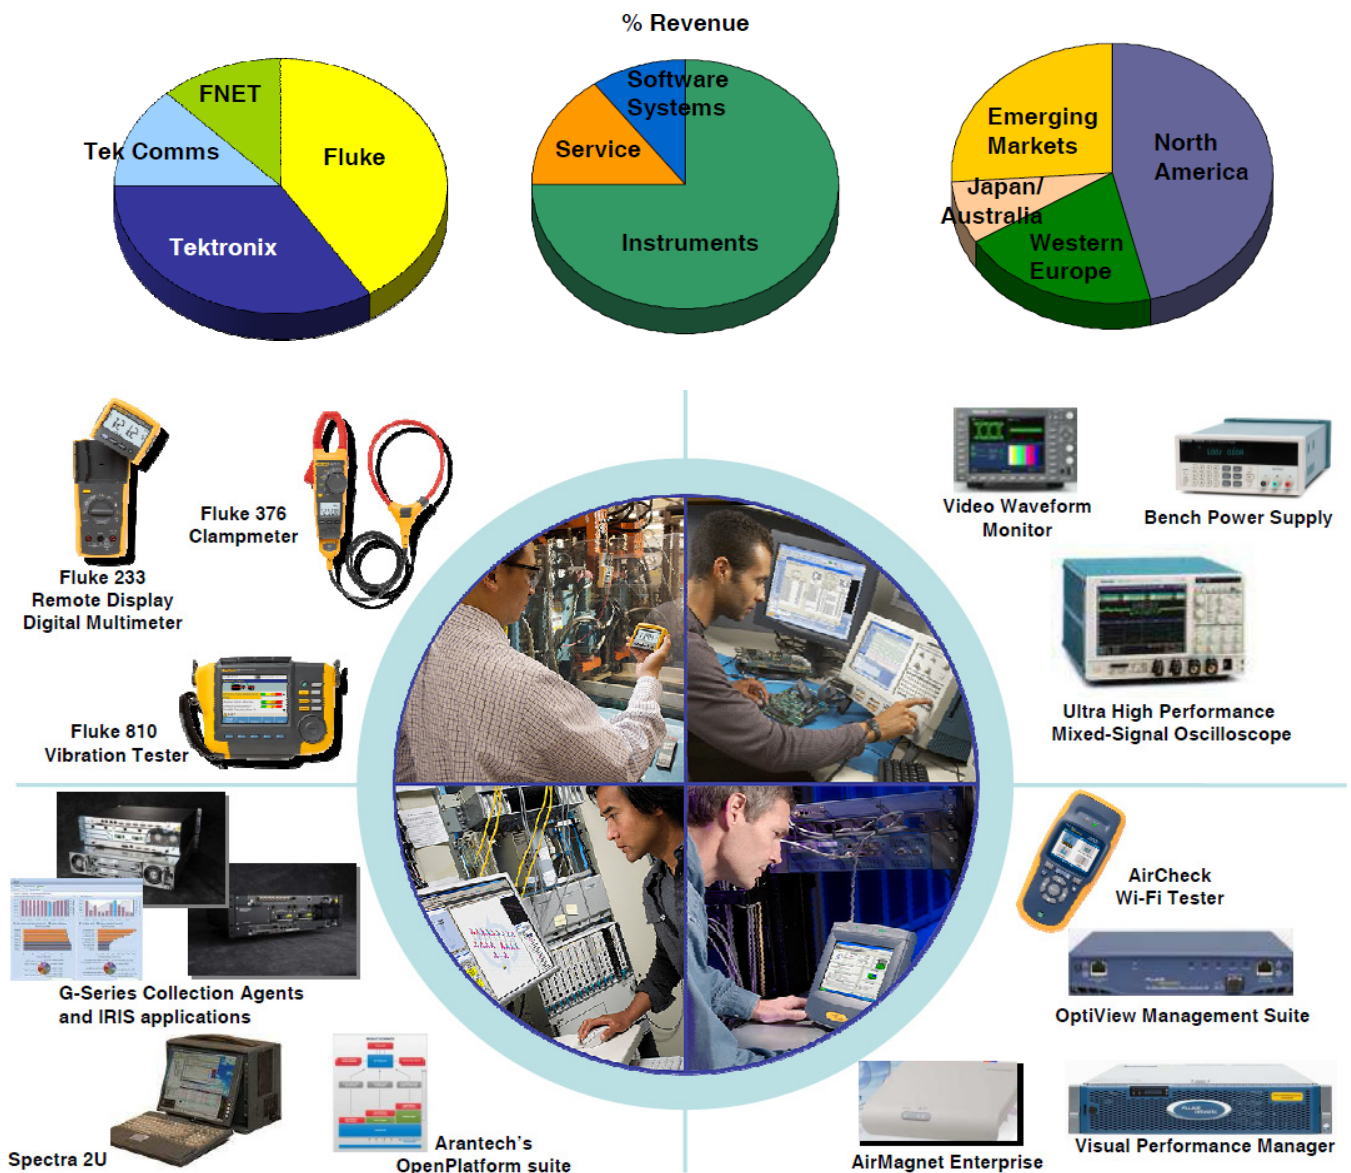 % Revenue
FNET
Tek Comms
Fluke
Tektronix
Software
Systems
Service
Instruments
Emerging
Markets
North
America
Japan/
Australia
Western
Europe
Fluke 376
Clampmeter
Fluke 233
Remote Display
Digital Multimeter
Fluke 810
Vibration Tester
Video Waveform
Monitor
Bench Power Supply
Ultra High Performance
Mixed-Signal Oscilloscope
G-Series Collection Agents
and IRIS applications
Spectra 2U
Arantech's
OpenPlatform suite
AirCheck
Wi-Fi Tester
OptiView Management Suite
Visual Performance Manager
AirMagnet Enterprise